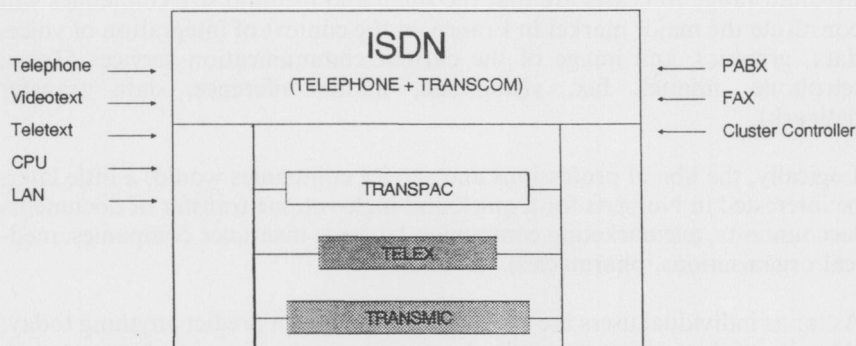 ISDN
(TELEPHONE + TRANSCOM)
Telephone
Videotext
Teletext
CPU
LAN
PABX
FAX
Cluster Controller
TRANSPAC
TELEX
TRANSMIC